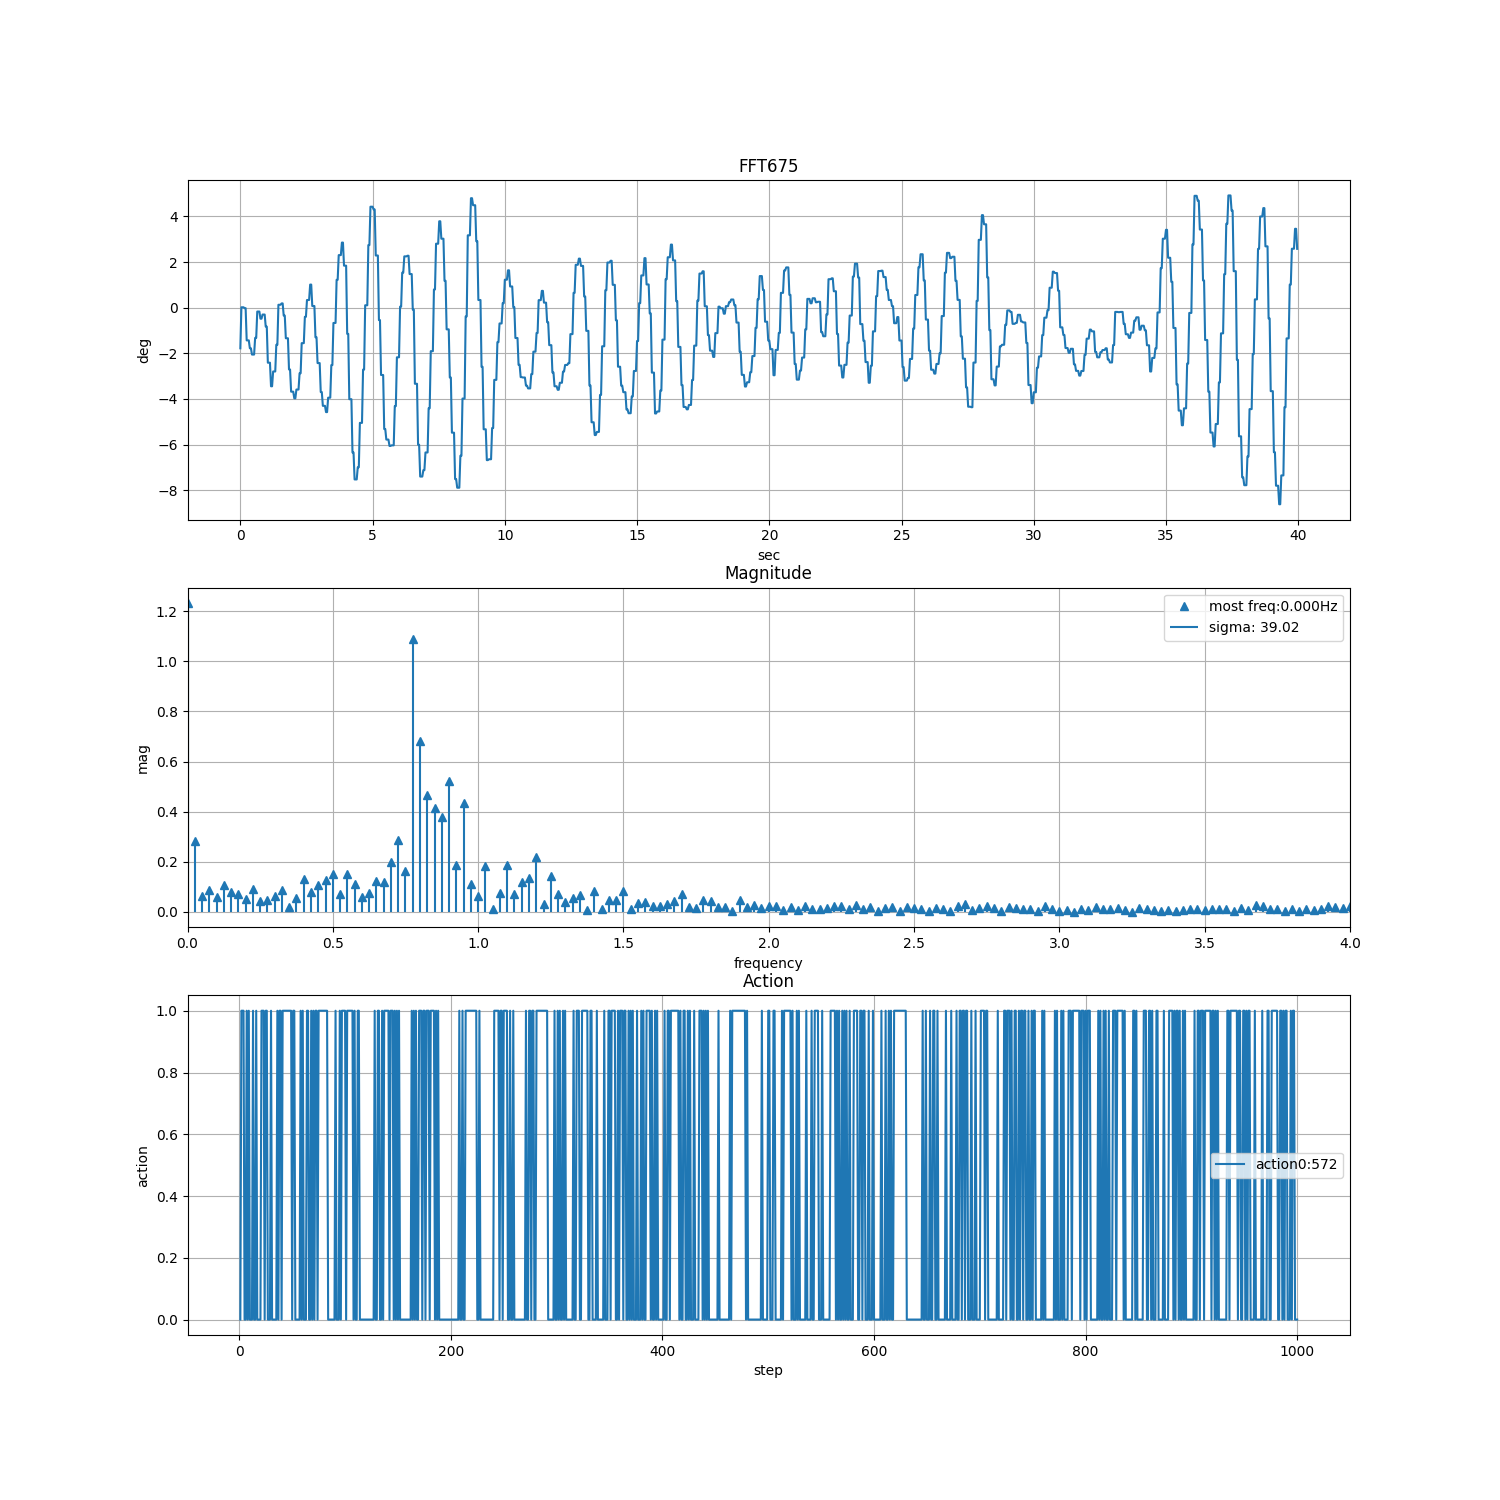 FFT675
4
2
0
−2
−4
−6
−8
deg
0 5 10 15 20 25 30 35 40
sec
Magnitude
most freq:0.000Hz
sigma: 39.02
1.2
1.0
0.8
0.6
0.4
0.2
0.0
mag
0.0 0.5 1.0 1.5 2.0 2.5 3.0 3.5 4.0
frequency
Action
1.0
0.8
0.6
0.4
0.2
0.0
action
action0:572
0 200 400 600 800 1000
step